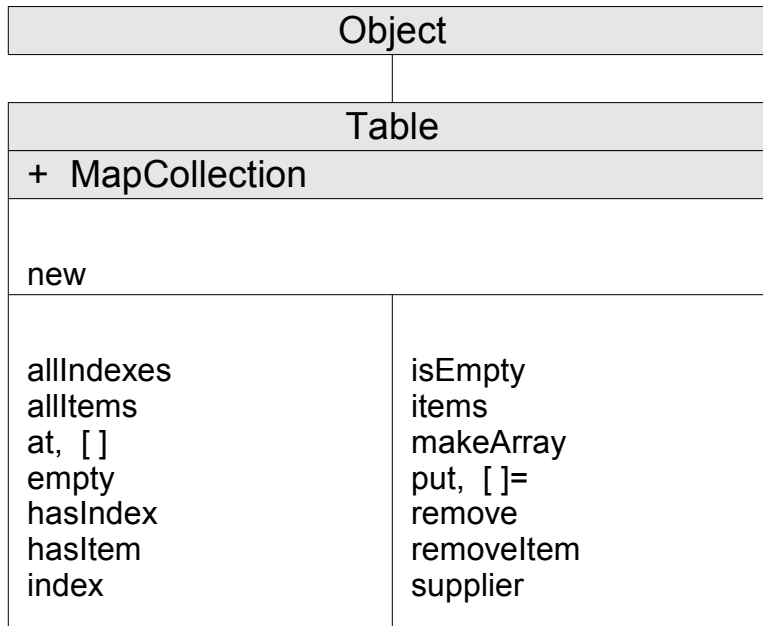 Object
Table
+ MapCollection
new
allIndexes
allItems
at, [ ]
empty
hasIndex
hasItem
index
isEmpty
items
makeArray
put, [ ]=
remove
removeItem
supplier